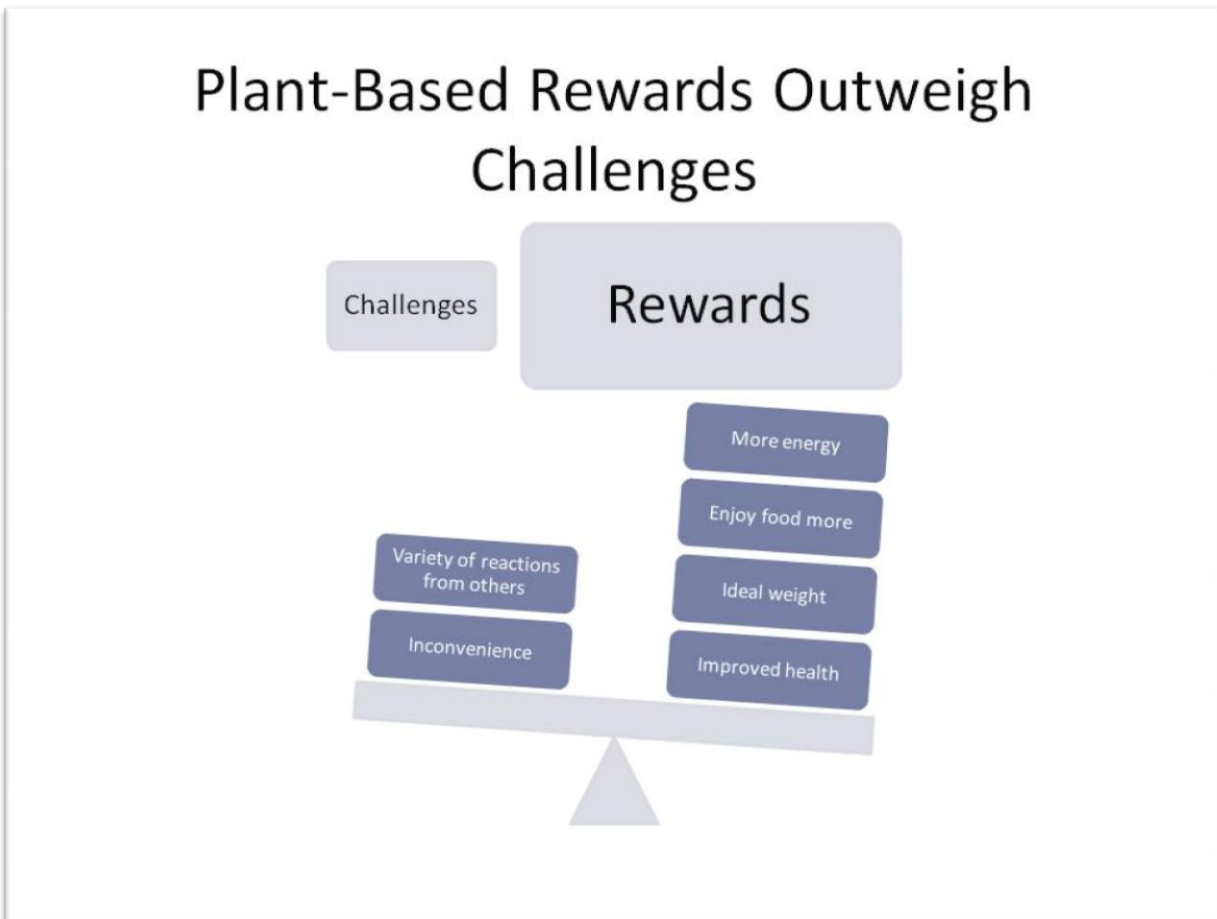 Plant-Based Rewards Outweigh
Challenges
Challenges
Rewards
Variety of reactions
from others
Inconvenience
More energy
Enjoy food more
Ideal weight
Improved health